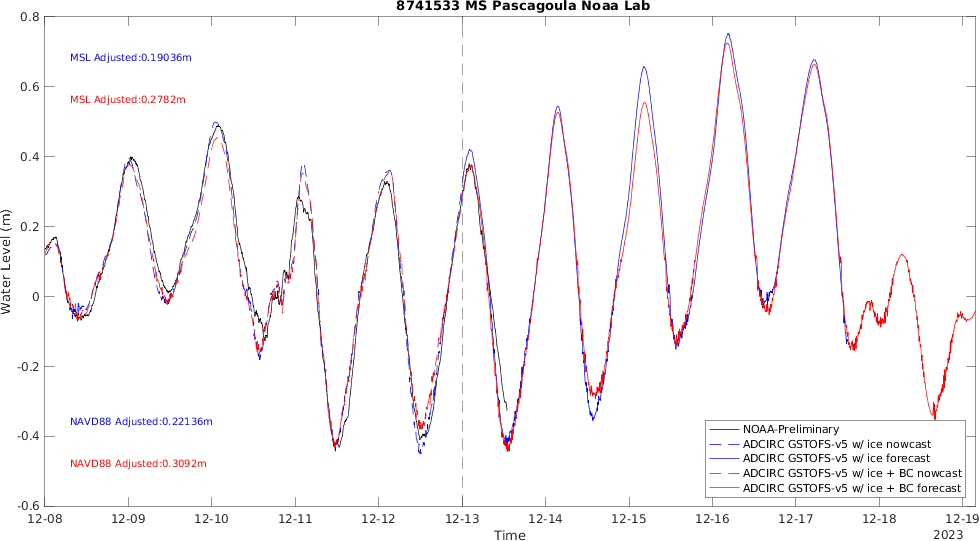 8741533 MS Pascagoula Noaa Lab
0.8
0.6
0.4
0.2
0
-0.2
-0.4
-0.6
Water Level (m)
MSL Adjusted:0.19036m
MSL Adjusted:0.2782m
NAVD88 Adjusted:0.22136m
NAVD88 Adjusted:0.3092m
NOAA-Preliminary
ADCIRC GSTOFS-v5 w/ ice nowcast
ADCIRC GSTOFS-v5 w/ ice forecast
ADCIRC GSTOFS-v5 w/ ice + BC nowcast
ADCIRC GSTOFS-v5 w/ ice + BC forecast
12-08 12-09 12-10 12-11 12-12 12-13 12-14 12-15 12-16 12-17 12-18 12-19
Time
2023